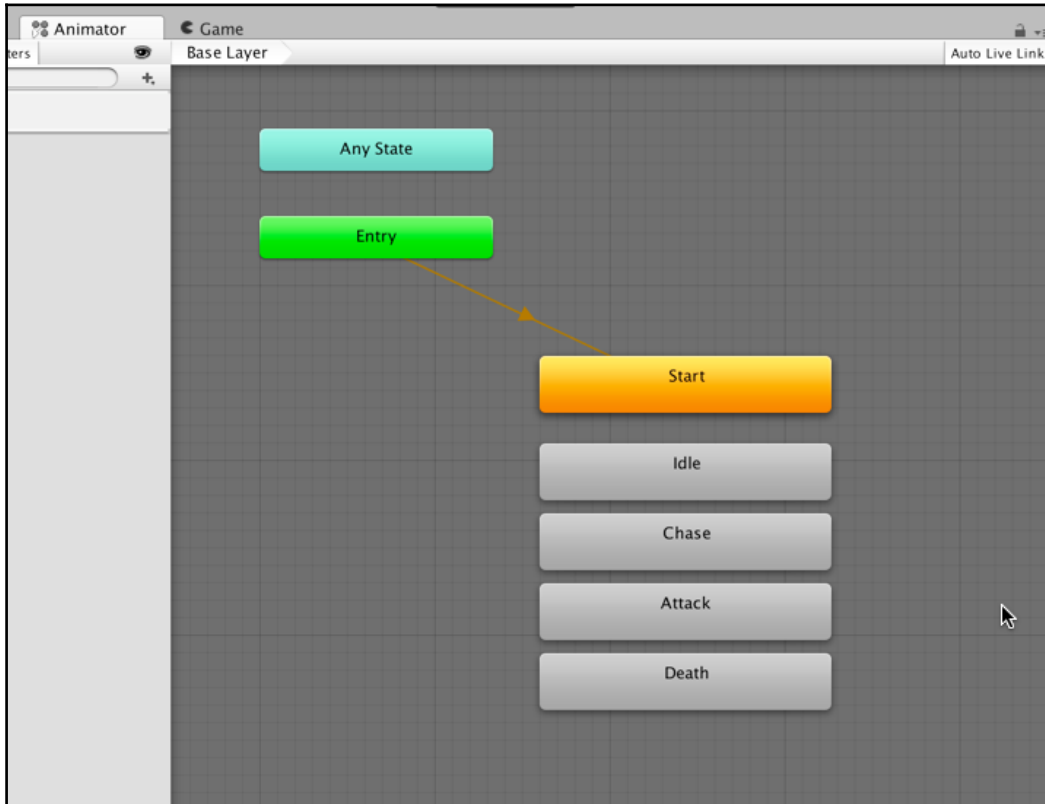 Animator
Game
ters
Base Layer
Auto Live Link
Any State
Entry
Start
Idle
Chase
Attack
Death